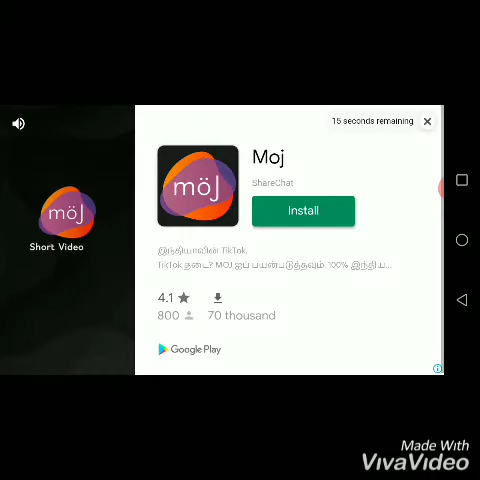 15 seconds remaining
möj
Moj
ShareChat
Install
möj
Short Video
இந்தியாவின் TikTok.
TikTok தடை? MOJ ஐப் பயன்படுத்தவும். 100% இந்திய...
4.1
800
70 thousand
Google Play
Made With
VivaVideo